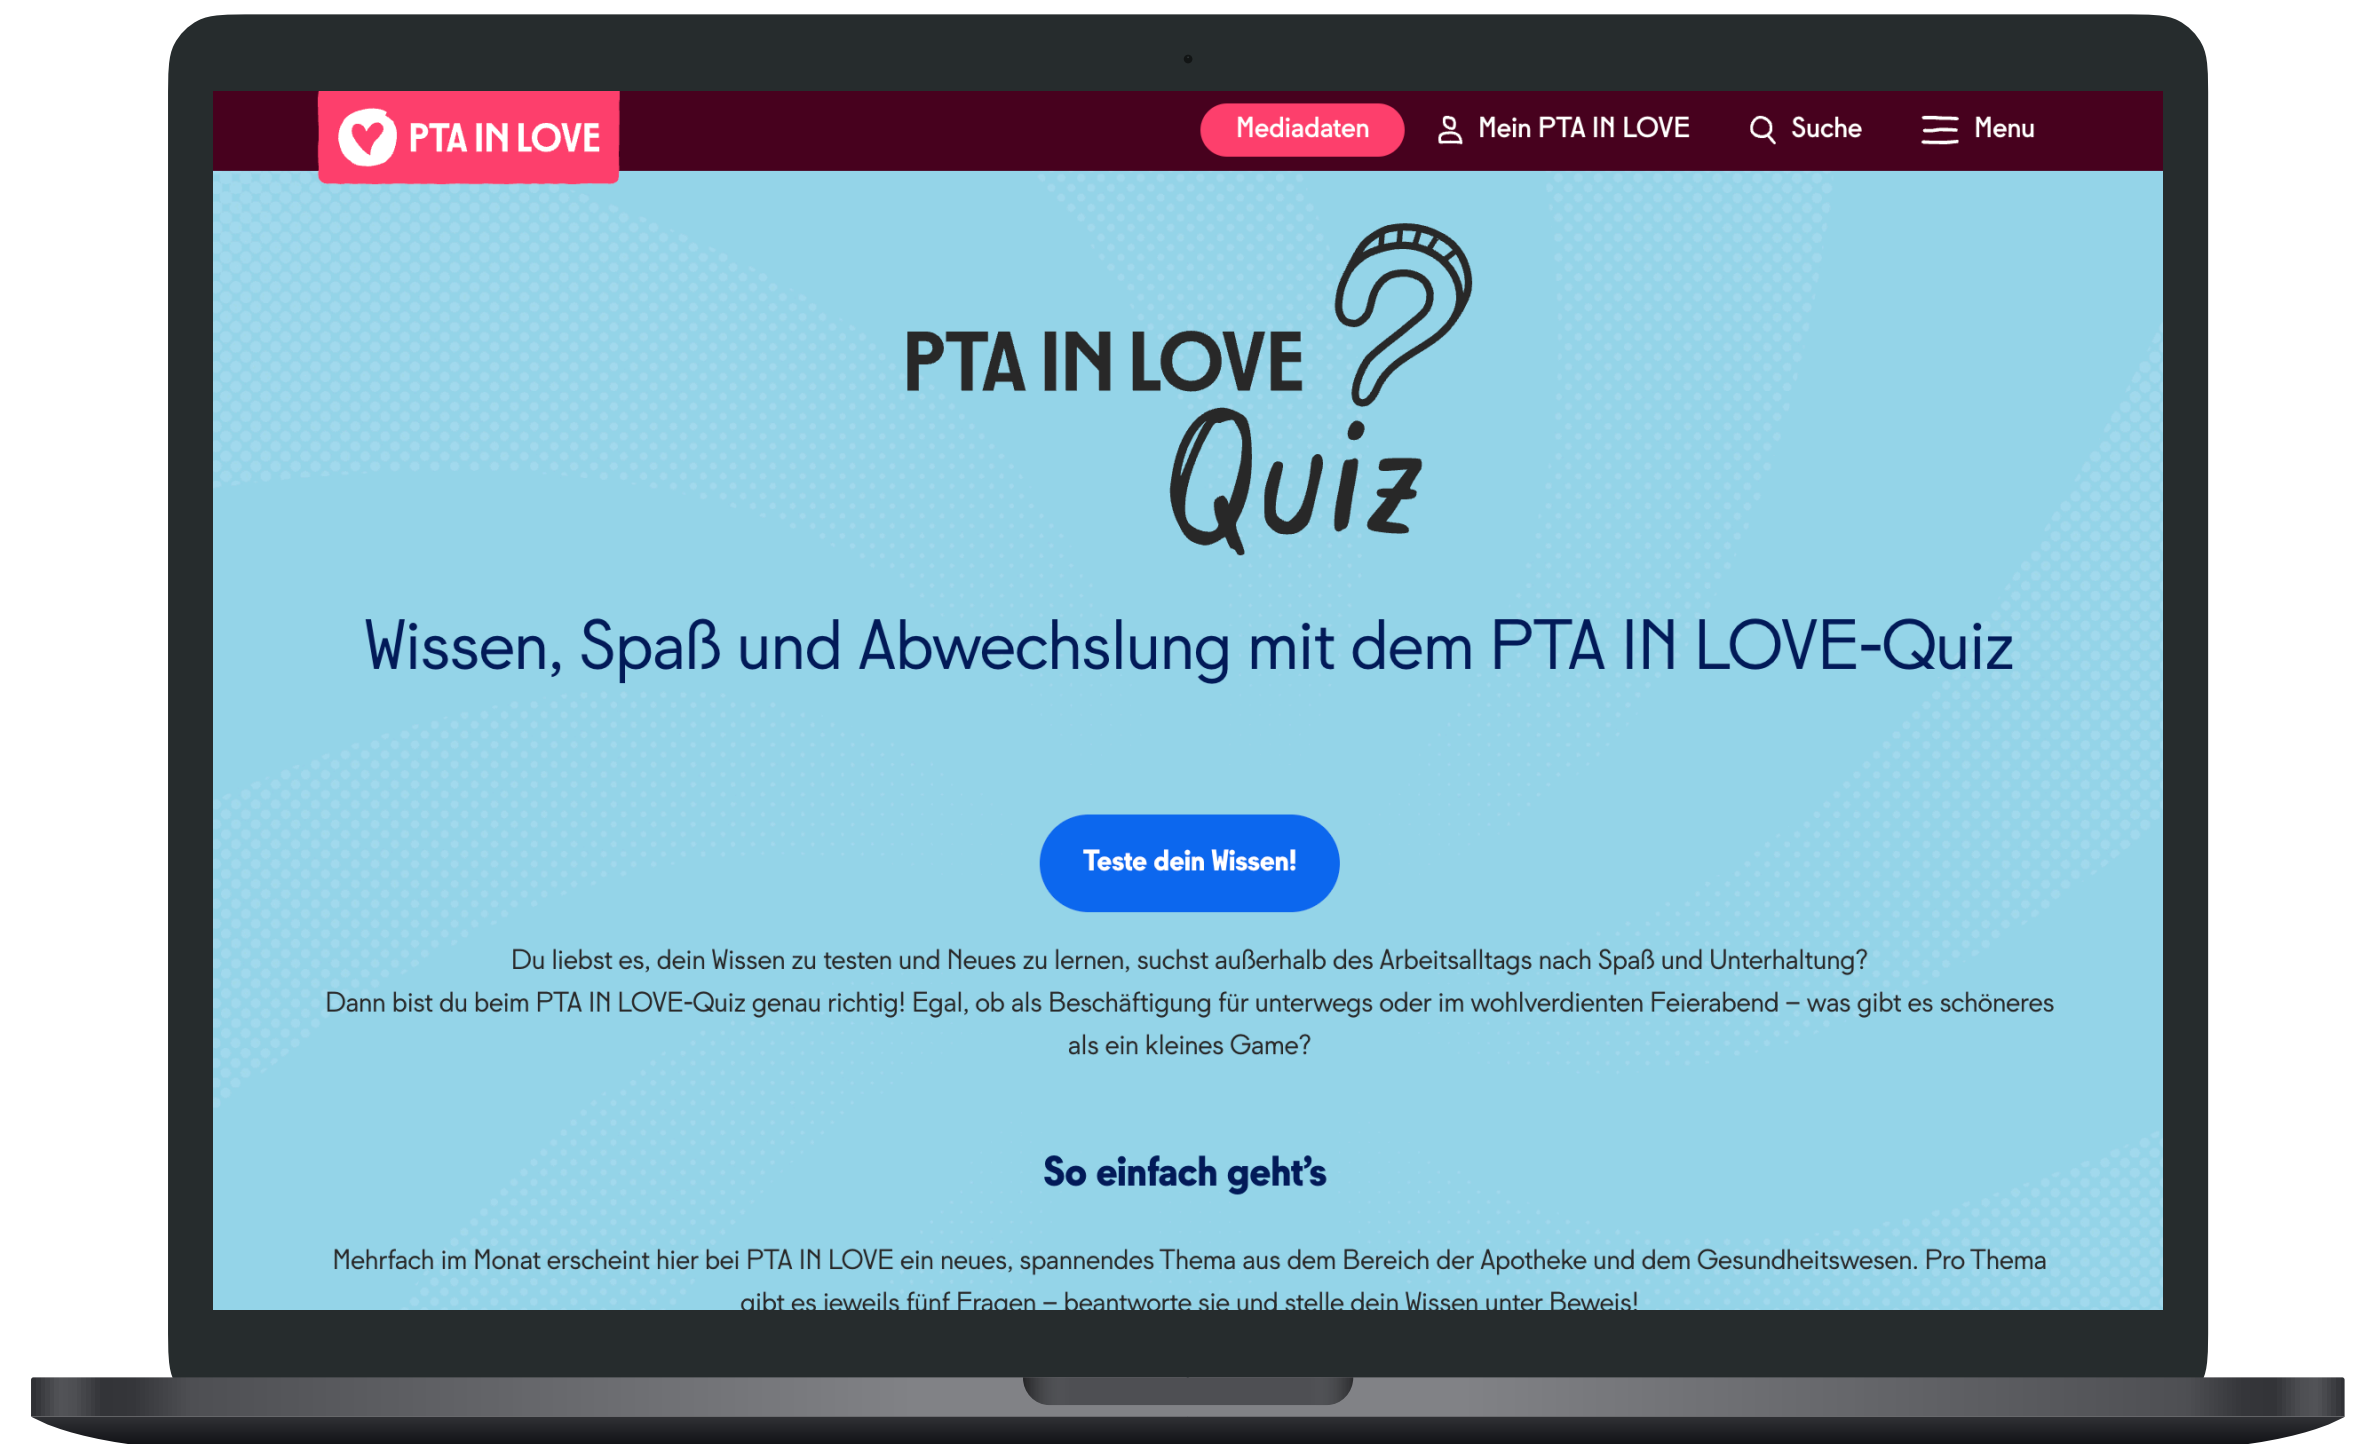 PTA IN LOVE
Mediadaten
Mein PTA IN LOVE
Suche
Menu
PTA IN LOVE ?
Quiz
Wissen, Spaß und Abwechslung mit dem PTA IN LOVE-Quiz
Teste dein Wissen!
Du liebst es, dein Wissen zu testen und Neues zu lernen, suchst außerhalb des Arbeitsalltags nach Spaß und Unterhaltung?
Dann bist du beim PTA IN LOVE-Quiz genau richtig! Egal, ob als Beschäftigung für unterwegs oder im wohlverdienten Feierabend – was gibt es schöneres
als ein kleines Game?
So einfach geht’s
Mehrfach im Monat erscheint hier bei PTA IN LOVE ein neues, spannendes Thema aus dem Bereich der Apotheke und dem Gesundheitswesen. Pro Thema
gibt es jeweils fünf Fragen – beantworte sie und stelle dein Wissen unter Beweis!